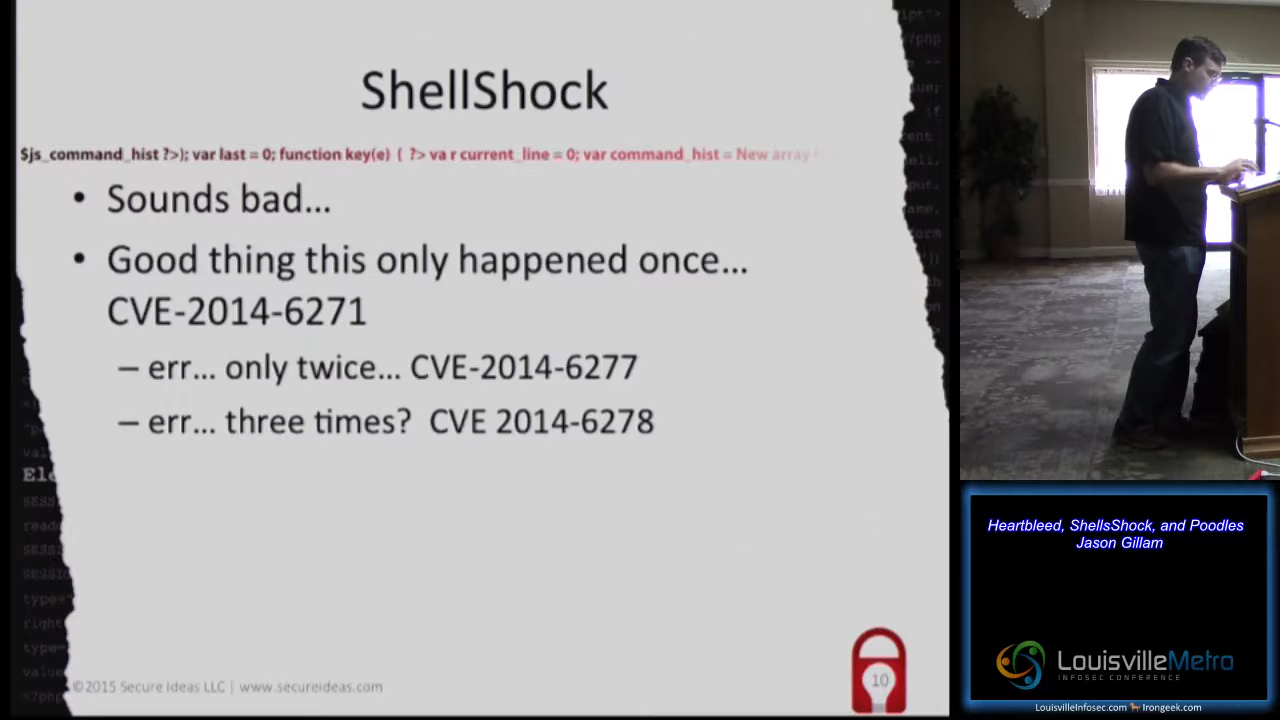 ShellShock
$js_command_hist ?>); var last = 0; function key(e) { ?> va r current_line = 0; var command_hist = New array
• Sounds bad...
• Good thing this only happened once...
CVE-2014-6271
– err... only twice... CVE-2014-6277
– err... three times? CVE 2014-6278
©2015 Secure Ideas LLC | www.secureideas.com
10
Heartbleed, ShellsShock, and Poodles
Jason Gillam
LouisvilleMetro
INFOSEC CONFERENCE
LouisvilleInfosec.com Irongeek.com